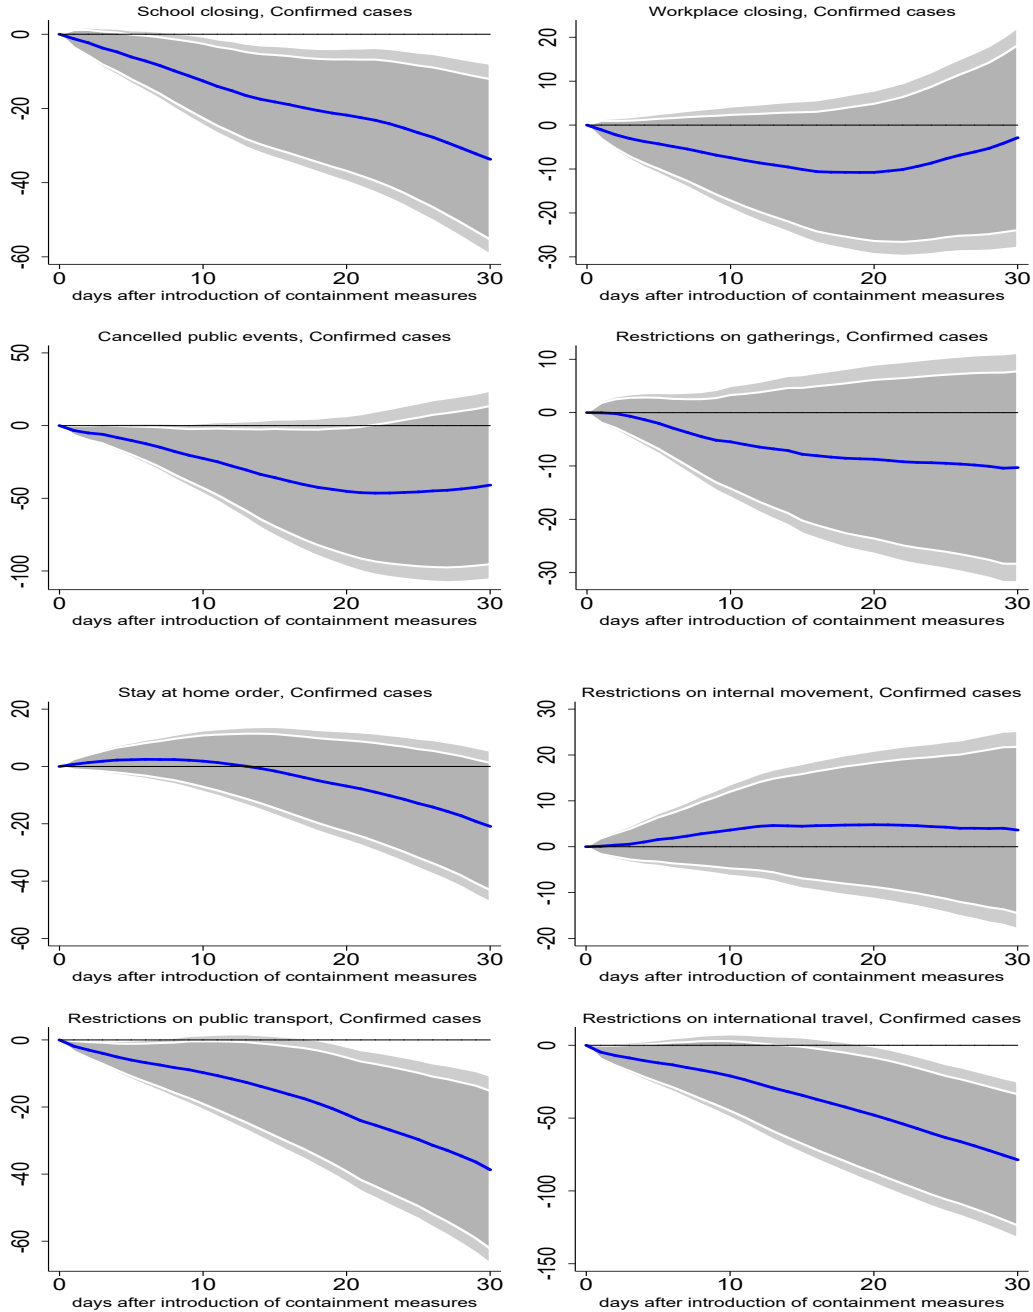 School closing, Confirmed cases
0
-20
-40
-60
0 10 20 30
days after introduction of containment measures
Workplace closing, Confirmed cases
20
10
0
-10
-20
-30
0 10 20 30
days after introduction of containment measures
Cancelled public events, Confirmed cases
50
0
-50
-100
0 10 20 30
days after introduction of containment measures
Restrictions on gatherings, Confirmed cases
10
0
-10
-20
-30
0 10 20 30
days after introduction of containment measures
Stay at home order, Confirmed cases
20
0
-20
-40
-60
0 10 20 30
days after introduction of containment measures
Restrictions on internal movement, Confirmed cases
30
20
10
0
-10
-20
0 10 20 30
days after introduction of containment measures
Restrictions on public transport, Confirmed cases
0
-20
-40
-60
0 10 20 30
days after introduction of containment measures
Restrictions on international travel, Confirmed cases
0
-50
-100
-150
0 10 20 30
days after introduction of containment measures